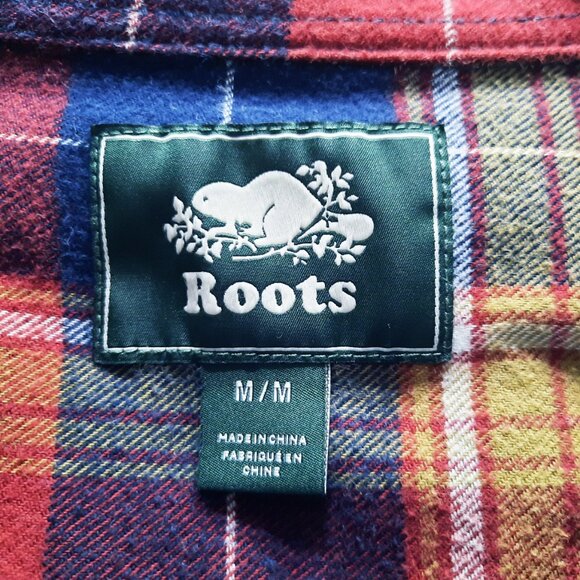 Roots
M/M
MADE IN CHINA
FABRIQUÉ EN
CHINE